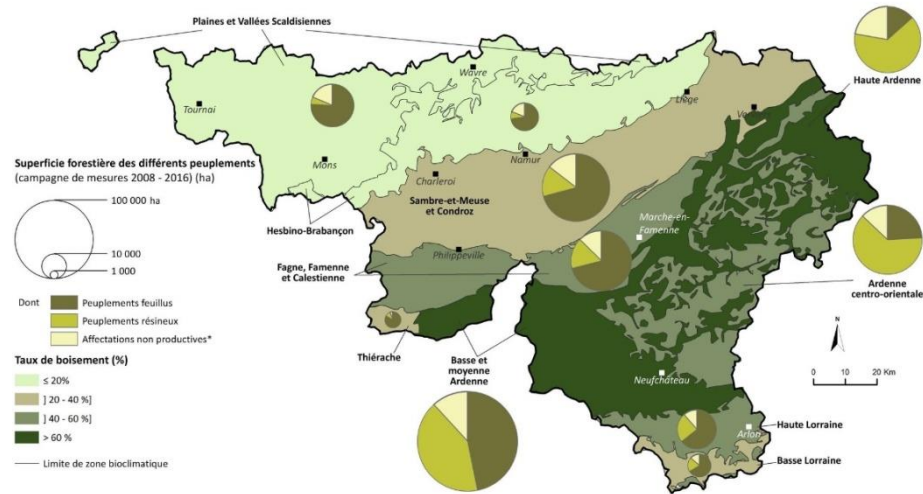 Plaines et Vallées Scaldisiennes
Haute Ardenne
Wavre
Tournai
Liège
Superficie forestière des différents peuplements
(campagne de mesures 2008 - 2016) (ha)
100 000 ha
10 000
1 000
Mons
Namur
Charleroi
Sambre-et-Meuse
et Condroz
Hesbino-Brabançon
Marche-en-
Famenne
Philippeville
Fagne, Famenne
et Calestienne
Ardenne
centro-orientale
Dont
Peuplements feuillus
Peuplements résineux
Affectations non productives*
Thiérache
Basse et
moyenne
Ardenne
N
Taux de boisement (%)
≤ 20%
] 20 - 40 %]
] 40 - 60 %]
> 60 %
Limite de zone bioclimatique
Neufchâteau
0 10 20 Km
Haute Lorraine
Arlon
Basse Lorraine